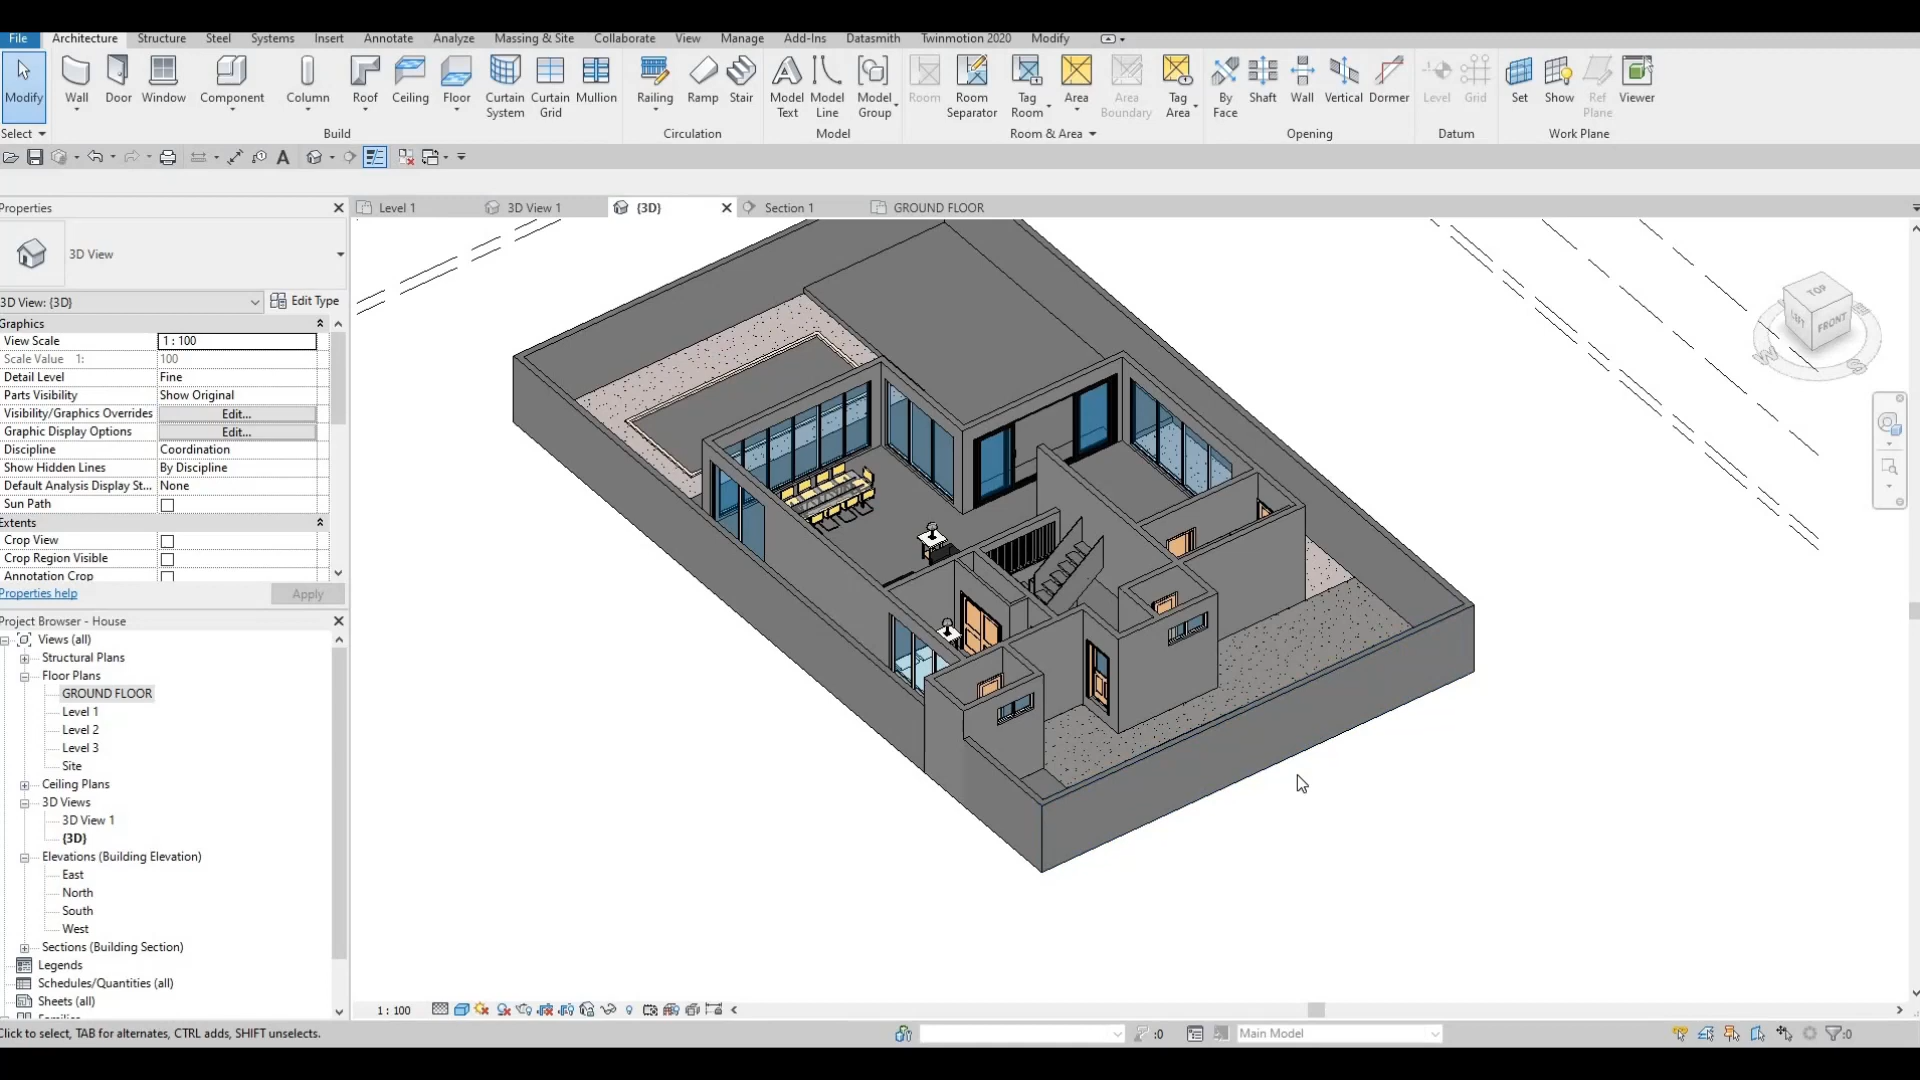 File Architecture Structure Steel Systems Insert Annotate Analyze Massing & Site Collaborate View Manage Add-Ins Datasmith Twinmotion 2020 Modify
Modify Wall Door Window Component Column Roof Ceiling Floor Curtain System Curtain Grid Mullion Railing Ramp Stair Model Text Model Line Model Group Room Room Separator Tag Room Area Area Boundary Tag Area By Face Shaft Wall Vertical Dormer Level Grid Set Show Ref Plane Viewer
Select Build Circulation Model Room & Area Opening Datum Work Plane
Properties
Level 1 3D View 1 {3D} Section 1 GROUND FLOOR
3D View
3D View: {3D} Edit Type
Graphics
View Scale 1 : 100
Scale Value 1: 100
Detail Level Fine
Parts Visibility Show Original
Visibility/Graphics Overrides Edit...
Graphic Display Options Edit...
Discipline Coordination
Show Hidden Lines By Discipline
Default Analysis Display St... None
Sun Path
Extents
Crop View
Crop Region Visible
Annotation Crop
Properties help Apply
Project Browser - House
Views (all)
Structural Plans
Floor Plans
GROUND FLOOR
Level 1
Level 2
Level 3
Site
Ceiling Plans
3D Views
3D View 1
{3D}
Elevations (Building Elevation)
East
North
South
West
Sections (Building Section)
Legends
Schedules/Quantities (all)
Sheets (all)
TOP
LEFT FRONT
W S
1 : 100
Click to select, TAB for alternates, CTRL adds, SHIFT unselects.
:0 Main Model :0